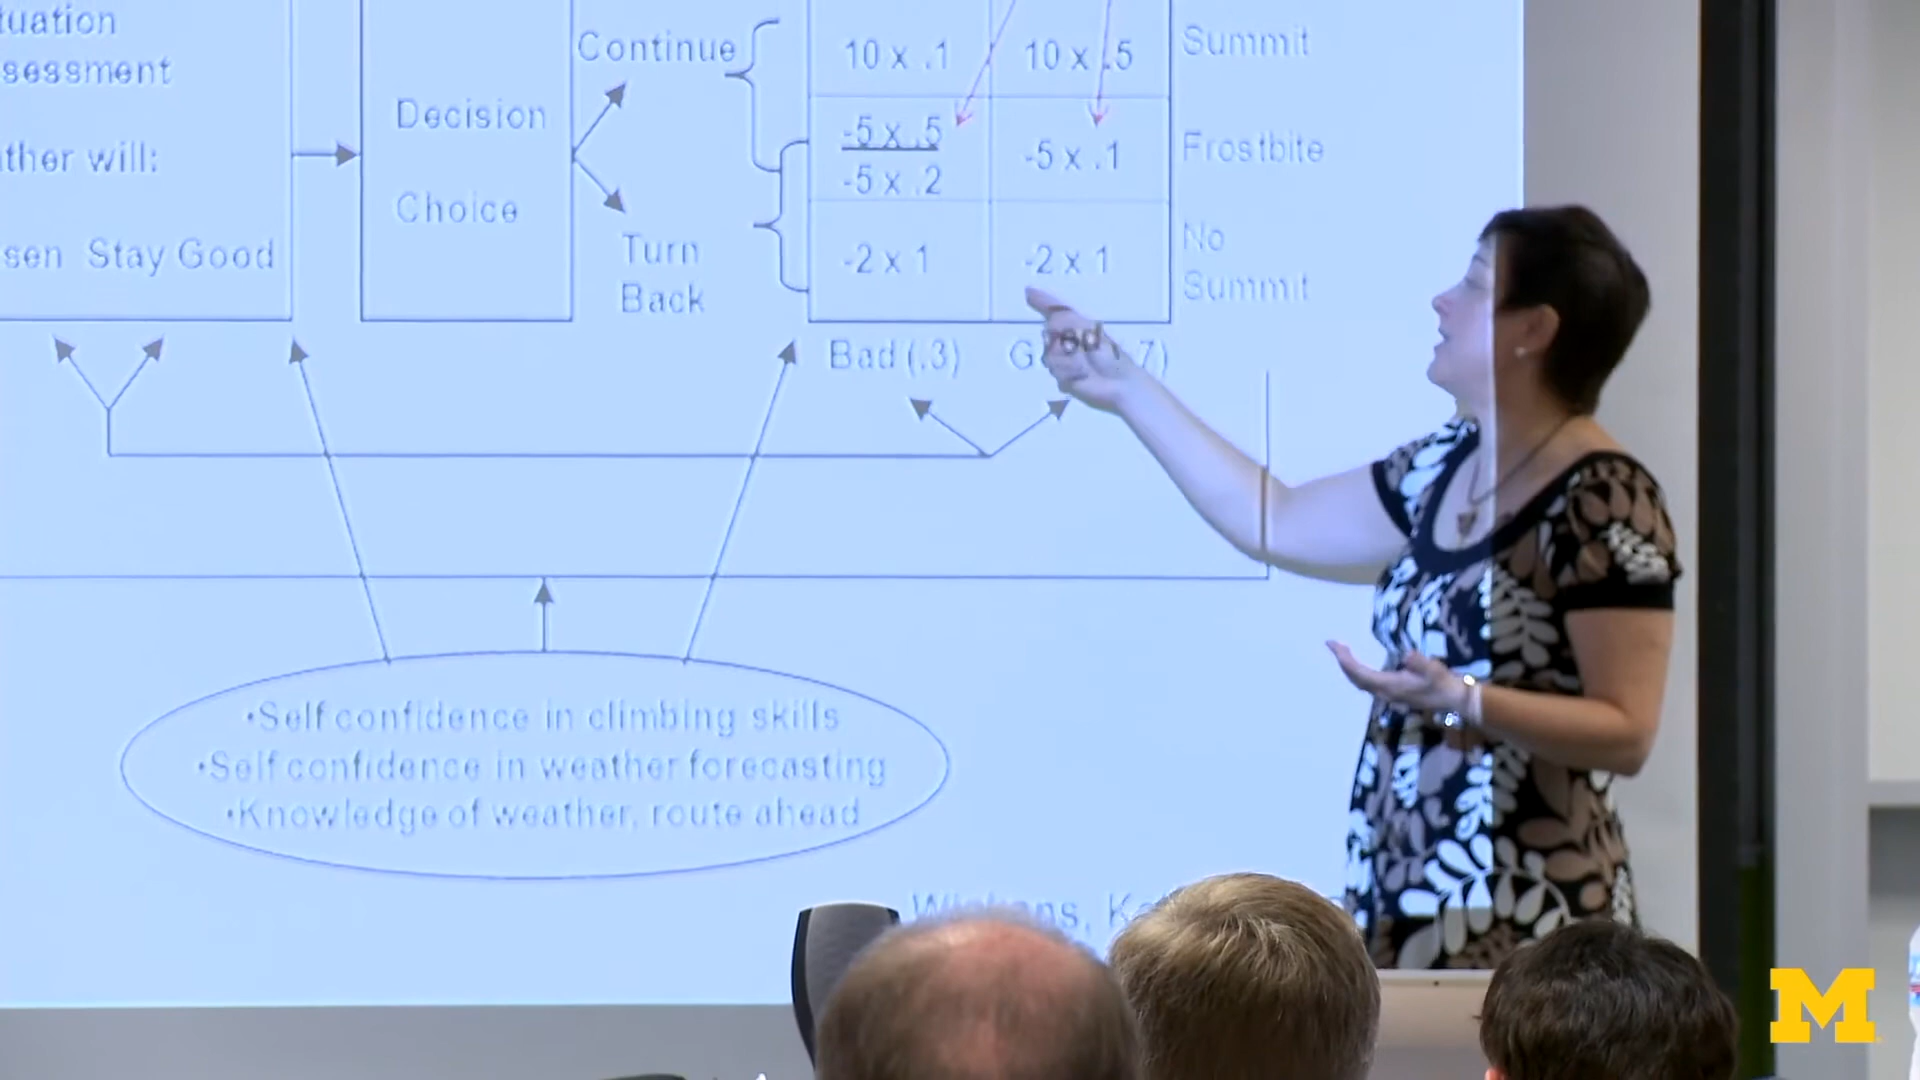 tuation
sessment
ther will:
sen Stay Good
Decision
Choice
Continue
Turn
Back
10 x .1
10 x .5
Summit
-5 x .5
-5 x .2
-5 x .1
Frostbite
-2 x 1
-2 x 1
No
Summit
Bad (.3)
•Self confidence in climbing skills
•Self confidence in weather forecasting
•Knowledge of weather, route ahead
M